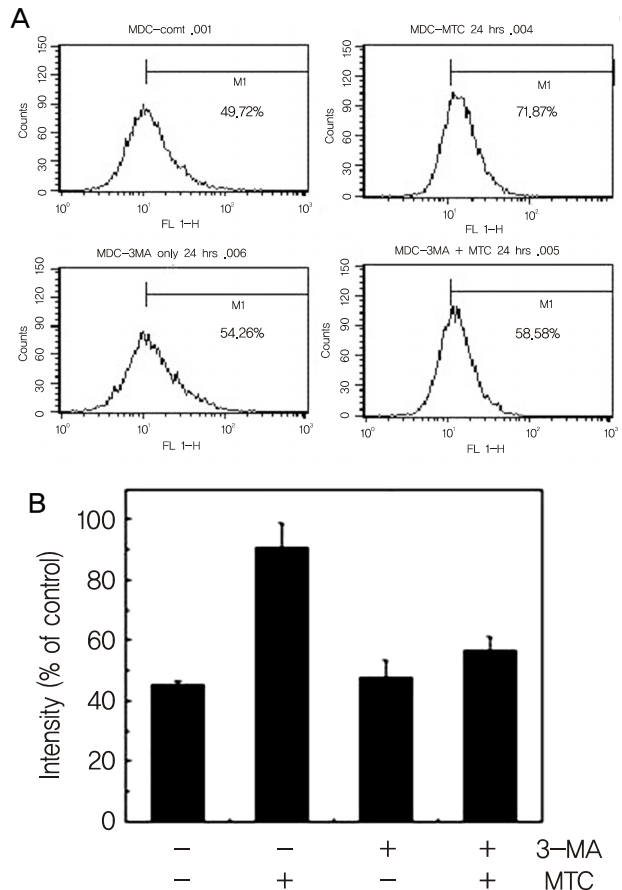 A
MDC-comt .001
150
120
90
60
30
0
Counts
M1
49.72%
10⁰ 10¹ 10² 10³
FL 1-H
MDC-MTC 24 hrs .004
150
120
90
60
30
0
Counts
M1
71.87%
10¹ 10²
FL 1-H
MDC-3MA only 24 hrs .006
150
120
90
60
30
0
Counts
M1
54.26%
10⁰ 10¹ 10² 10³
FL 1-H
MDC-3MA + MTC 24 hrs .005
150
120
90
60
30
0
Counts
M1
58.58%
10⁰ 10¹ 10² 10³
FL 1-H
B
Intensity (% of control)
100
80
60
40
20
0
− − + + 3-MA
− + − + MTC